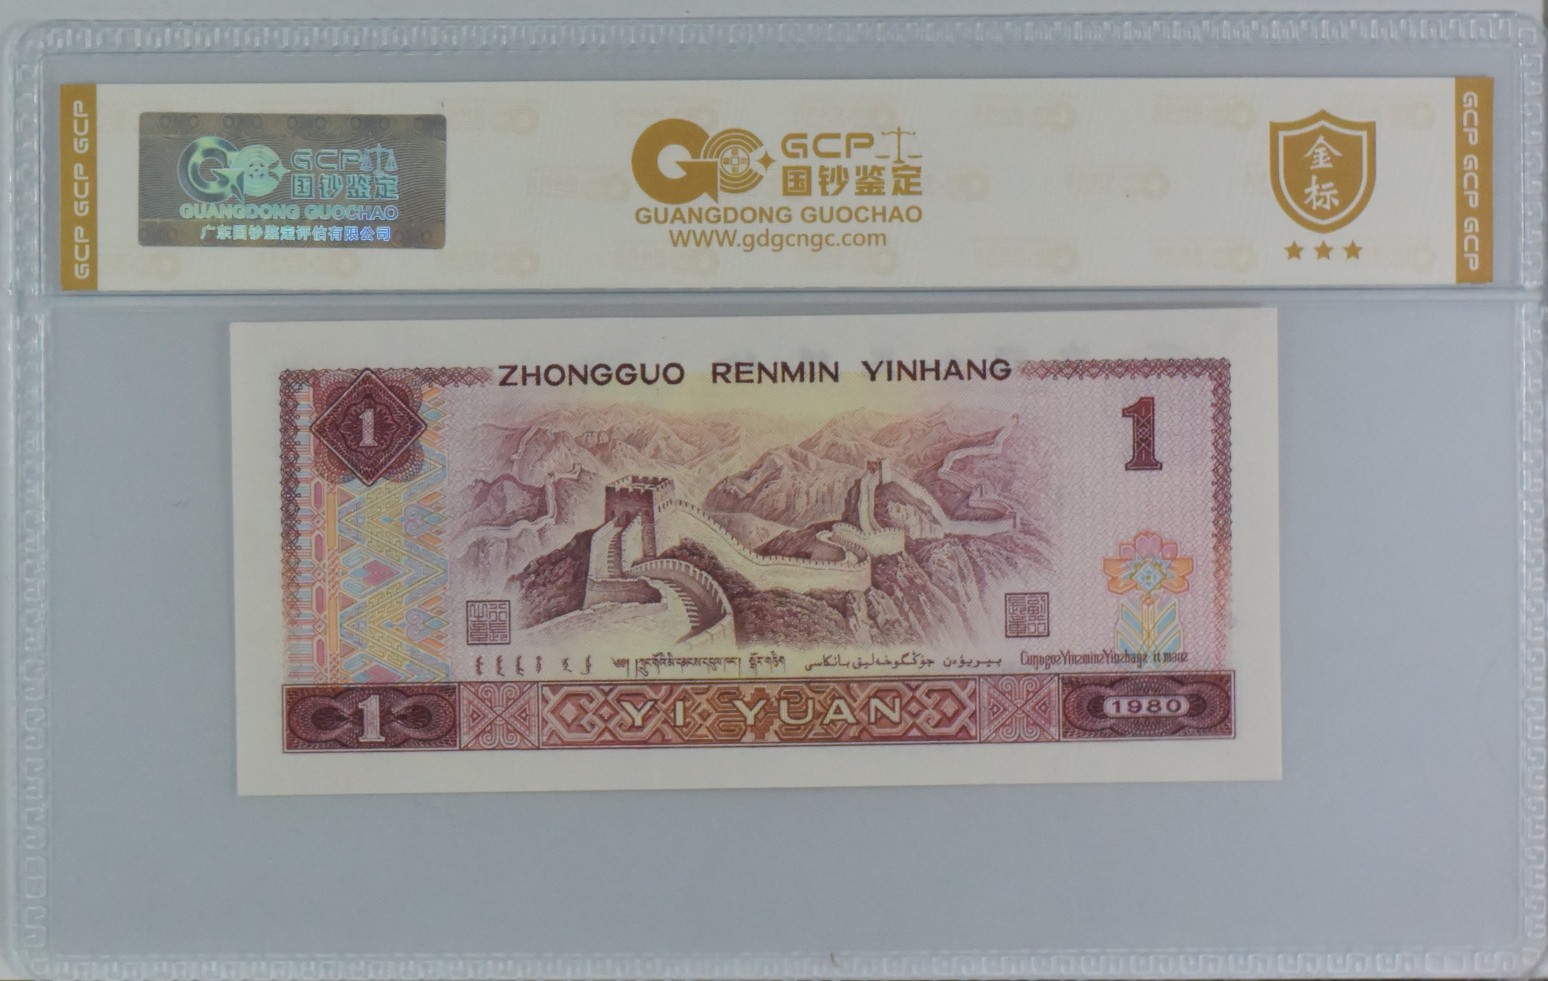 GCP GCP GCP
GCP
国钞鉴定
GUANGDONG GUOCHAO
广东国钞鉴定评估有限公司
GCP
国钞鉴定
GUANGDONG GUOCHAO
WWW.gdgcngc.com
金
标
GCP GCP GCP
ZHONGGUO RENMIN YINHANG
1
1
1
YI YUAN
1980